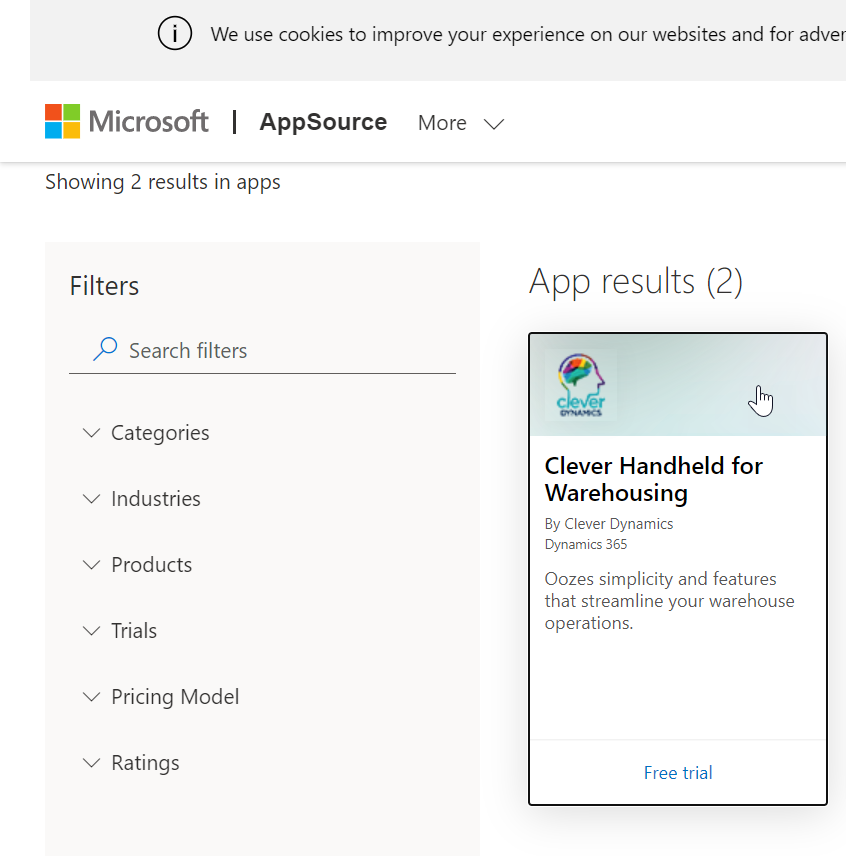 We use cookies to improve your experience on our websites and for adver
Microsoft | AppSource More
Showing 2 results in apps
Filters
Search filters
Categories
Industries
Products
Trials
Pricing Model
Ratings
App results (2)
clever
DYNAMICS
Clever Handheld for
Warehousing
By Clever Dynamics
Dynamics 365
Oozes simplicity and features
that streamline your warehouse
operations.
Free trial